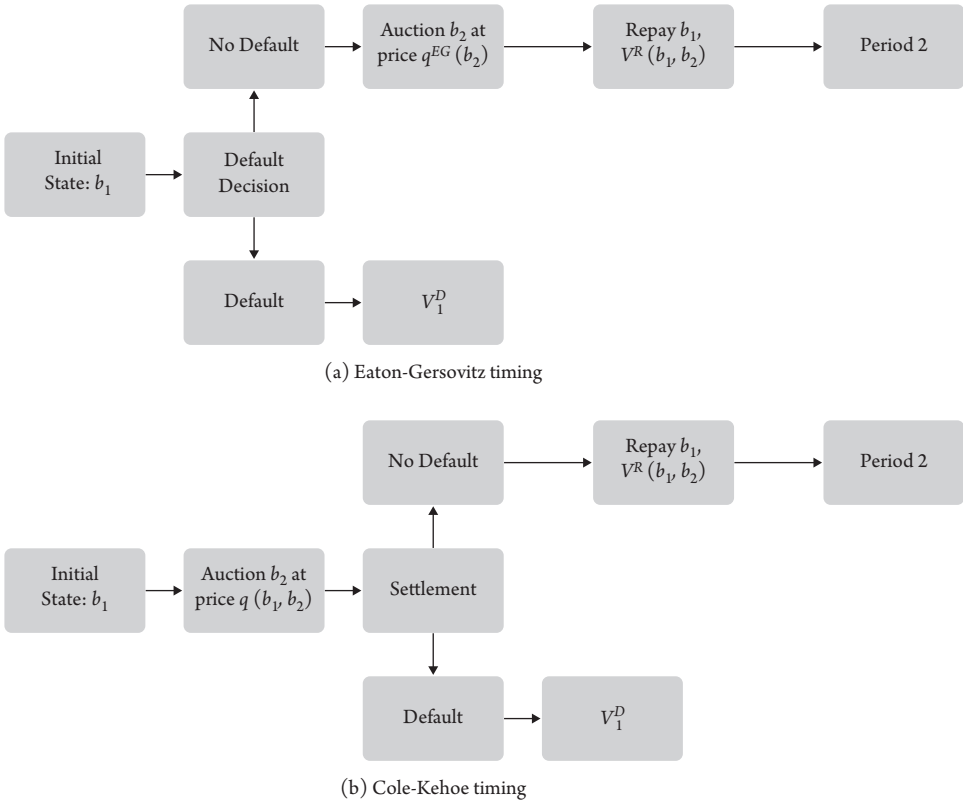 No Default
Auction b₂ at
price q^EG (b₂)
Repay b₁,
V^R (b₁, b₂)
Period 2
Initial
State: b₁
Default
Decision
Default
V₁^D
(a) Eaton-Gersovitz timing
No Default
Repay b₁,
V^R (b₁, b₂)
Period 2
Initial
State: b₁
Auction b₂ at
price q (b₁, b₂)
Settlement
Default
V₁^D
(b) Cole-Kehoe timing